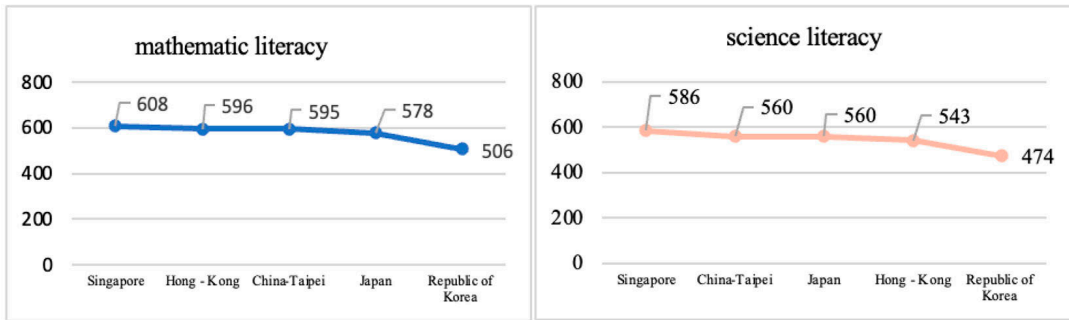 mathematic literacy
800
600
400
200
0
608
596
595
578
506
Singapore
Hong - Kong
China-Taipei
Japan
Republic of
Korea
science literacy
800
600
400
200
0
586
560
560
543
474
Singapore
China-Taipei
Japan
Hong - Kong
Republic of
Korea